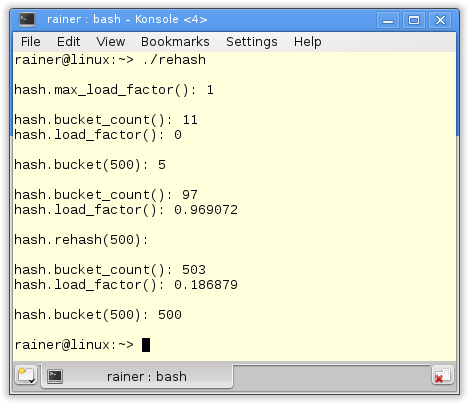 rainer : bash – Konsole <4>
File Edit View Bookmarks Settings Help
rainer@linux:~> ./rehash
hash.max_load_factor(): 1
hash.bucket_count(): 11
hash.load_factor(): 0
hash.bucket(500): 5
hash.bucket_count(): 97
hash.load_factor(): 0.969072
hash.rehash(500):
hash.bucket_count(): 503
hash.load_factor(): 0.186879
hash.bucket(500): 500
rainer@linux:~>
rainer : bash